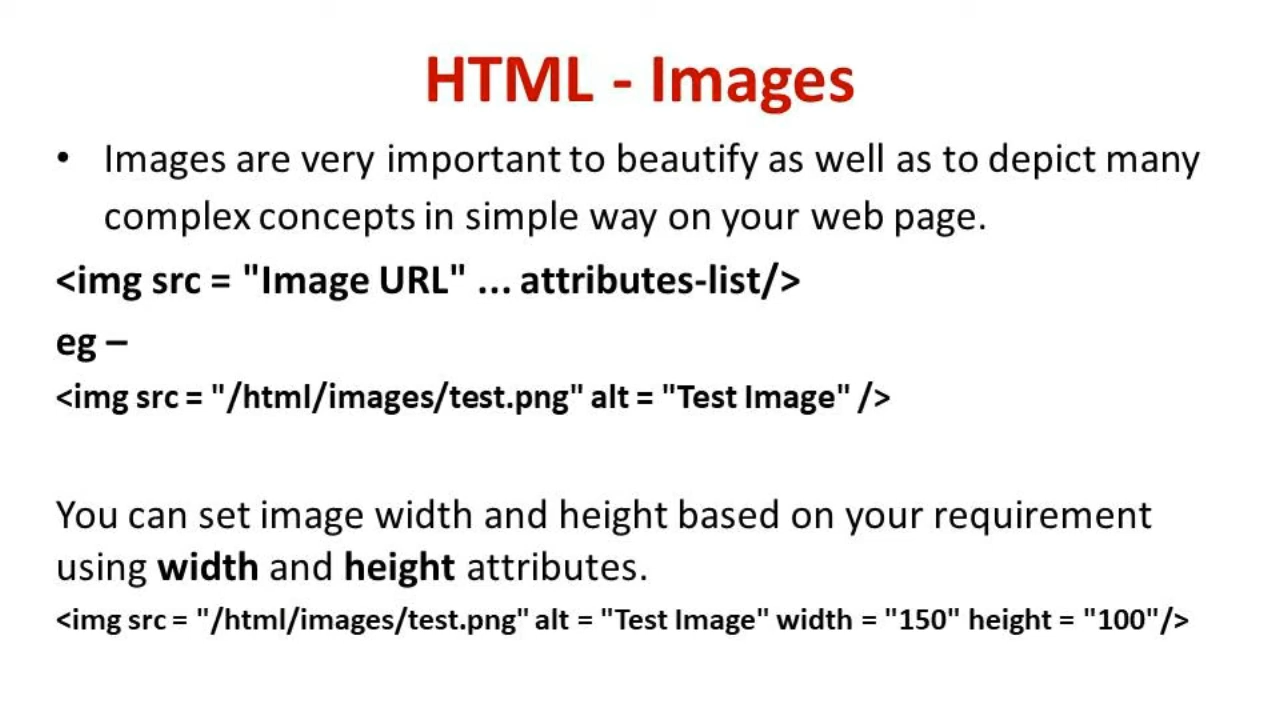 HTML - Images
• Images are very important to beautify as well as to depict many
complex concepts in simple way on your web page.
<img src = "Image URL" ... attributes-list/>
eg –
<img src = "/html/images/test.png" alt = "Test Image" />
You can set image width and height based on your requirement
using width and height attributes.
<img src = "/html/images/test.png" alt = "Test Image" width = "150" height = "100"/>